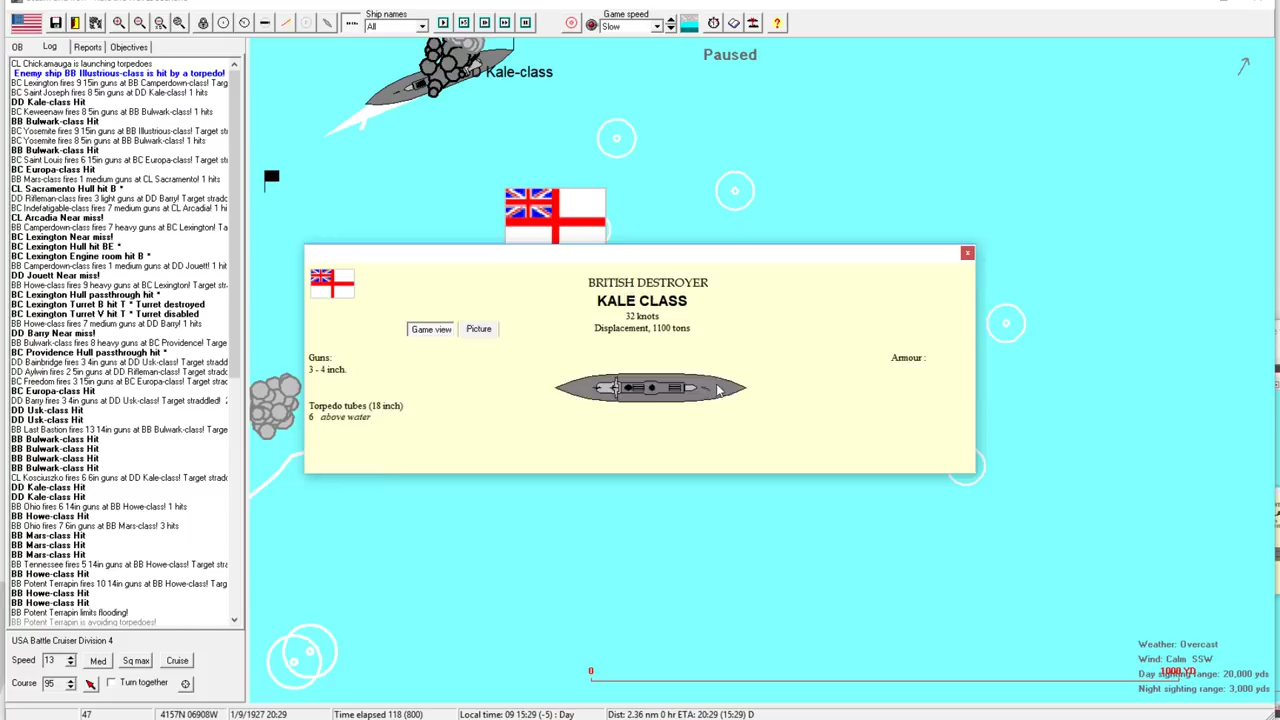 Ship names
All
Game speed
Slow
OB Log Reports Objectives
CL Chickamauga is launching torpedoes
Enemy ship BB Illustrious-class is hit by a torpedo!
BC Lexington fires 9 15in guns at BB Camperdown-class! Targ
BC Saint Joseph fires 8 5in guns at DD Kale-class! 1 hits
DD Kale-class Hit
BC Keweenaw fires 8 5in guns at BB Bulwark-class! 1 hits
BB Bulwark-class Hit
BC Yosemite fires 9 15in guns at BB Illustrious-class! Target str
BC Yosemite fires 8 5in guns at BB Bulwark-class! 1 hits
BB Bulwark-class Hit
BC Saint Louis fires 6 15in guns at BC Europa-class! Target str
BC Europa-class Hit
BB Mars-class fires 1 medium guns at CL Sacramento! 1 hits
CL Sacramento Hull hit B *
DD Rifleman-class fires 3 light guns at DD Barry! Target stradd
BC Indefatigable-class fires 7 medium guns at CL Arcadia! 1 hi
CL Arcadia Near miss!
BB Camperdown-class fires 7 heavy guns at BC Lexington! Tar
BC Lexington Near miss!
BC Lexington Hull hit BE *
BC Lexington Engine room hit B *
BB Camperdown-class fires 1 medium guns at DD Jouett! 1 hi
DD Jouett Near miss!
BB Howe-class fires 9 heavy guns at BC Lexington! Target str
BC Lexington Hull passthrough hit *
BC Lexington Turret B hit T * Turret destroyed
BC Lexington Turret V hit T * Turret disabled
BB Howe-class fires 7 medium guns at DD Barry! 1 hits
DD Barry Near miss!
BB Bulwark-class fires 8 heavy guns at BC Providence! Target
BC Providence Hull passthrough hit *
DD Bainbridge fires 3 4in guns at DD Usk-class! Target straddl
DD Aylwin fires 2 5in guns at DD Rifleman-class! Target straddl
BC Freedom fires 3 15in guns at BC Europa-class! Target strad
BC Europa-class Hit
DD Barry fires 3 4in guns at DD Usk-class! Target straddled! 2
DD Usk-class Hit
DD Usk-class Hit
BB Last Bastion fires 13 14in guns at BB Bulwark-class! Target
BB Bulwark-class Hit
BB Bulwark-class Hit
BB Bulwark-class Hit
BB Bulwark-class Hit
CL Kosciuszko fires 6 6in guns at DD Kale-class! Target stradd
DD Kale-class Hit
DD Kale-class Hit
BB Ohio fires 6 14in guns at BB Howe-class! 1 hits
BB Howe-class Hit
BB Ohio fires 7 6in guns at BB Mars-class! 3 hits
BB Mars-class Hit
BB Mars-class Hit
BB Mars-class Hit
BB Tennessee fires 5 14in guns at BB Howe-class! Target stra
BB Howe-class Hit
BB Potent Terrapin fires 10 14in guns at BB Howe-class! Targ
BB Howe-class Hit
BB Howe-class Hit
BB Potent Terrapin limits flooding!
BB Potent Terrapin is avoiding torpedoes!
USA Battle Cruiser Division 4
Speed 13 Med Sq max Cruise
Course 95 Turn together
Paused
D Kale-class
BRITISH DESTROYER
KALE CLASS
32 knots
Displacement, 1100 tons
Game view Picture
Guns:
3 - 4 inch.
Armour :
Torpedo tubes (18 inch)
6 above water
Weather: Overcast
Wind: Calm SSW
Day sighting range: 20,000 yds
Night sighting range: 3,000 yds
0 1000 YD
47 4157N 06908W 1/9/1927 20:29 Time elapsed 118 (800) Local time: 09 15:29 (-5) : Day Dist: 2.36 nm 0 hr ETA: 20:29 (15:29) D